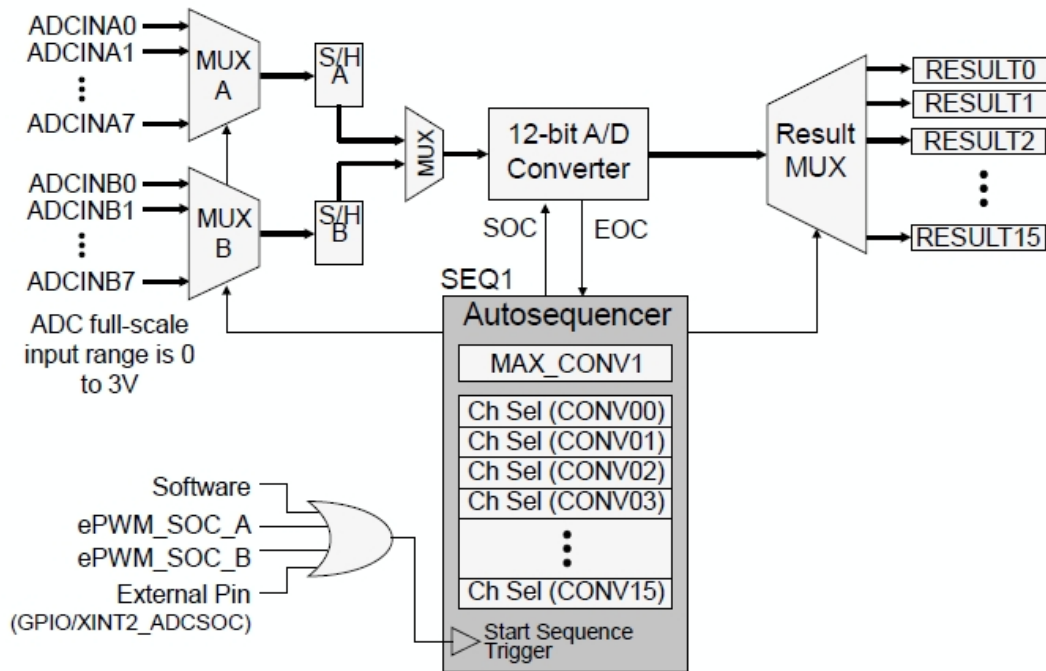 ADCINA0
ADCINA1
ADCINA7
MUX
A
S/H
A
ADCINB0
ADCINB1
ADCINB7
MUX
B
S/H
B
MUX
12-bit A/D
Converter
SOC
EOC
Result
MUX
RESULT0
RESULT1
RESULT2
RESULT15
ADC full-scale
input range is 0
to 3V
SEQ1
Autosequencer
MAX_CONV1
Ch Sel (CONV00)
Ch Sel (CONV01)
Ch Sel (CONV02)
Ch Sel (CONV03)
Ch Sel (CONV15)
Start Sequence
Trigger
Software
ePWM_SOC_A
ePWM_SOC_B
External Pin
(GPIO/XINT2_ADCSOC)